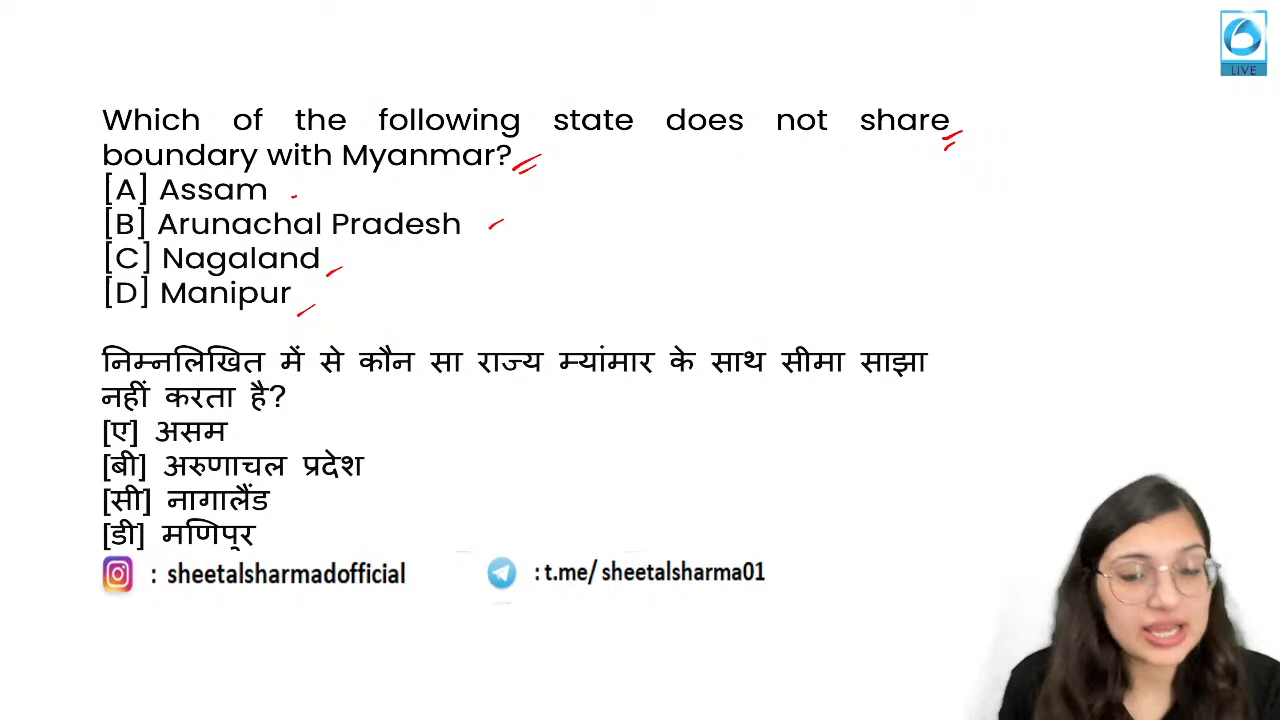 LIVE
Which of the following state does not share
boundary with Myanmar?
[A] Assam
[B] Arunachal Pradesh
[C] Nagaland
[D] Manipur
निम्नलिखित में से कौन सा राज्य म्यांमार के साथ सीमा साझा
नहीं करता है?
[ए] असम
[बी] अरुणाचल प्रदेश
[सी] नागालैंड
[डी] मणिपुर
: sheetalsharmadofficial
: t.me/ sheetalsharma01